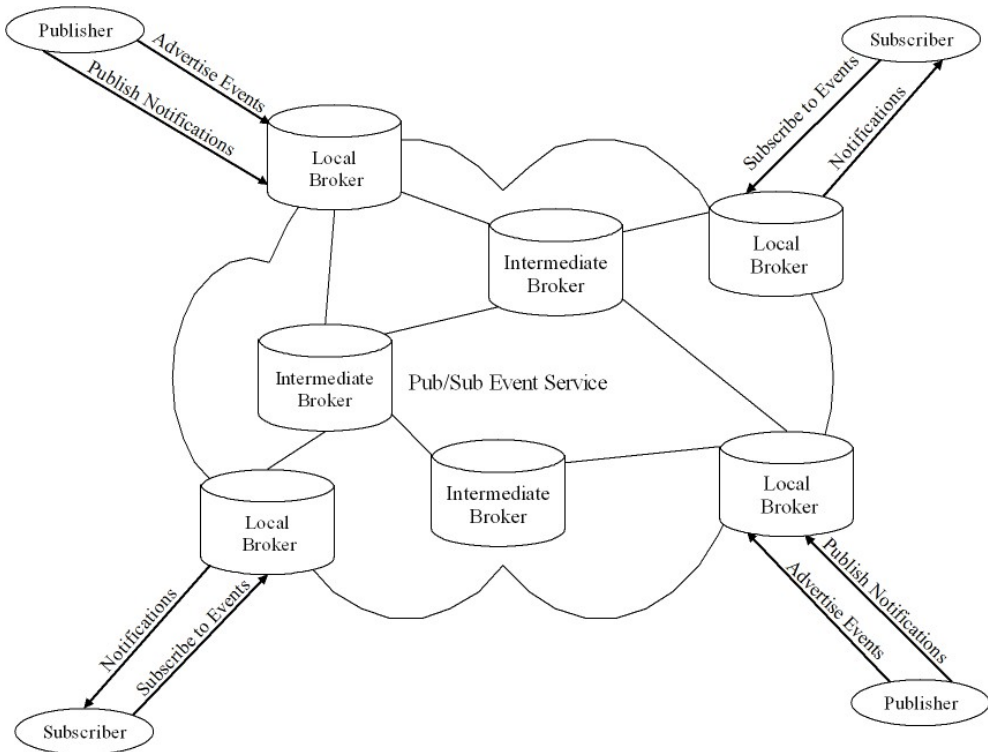 Publisher
Advertise Events
Publish Notifications
Subscriber
Subscribe to Events
Notifications
Local
Broker
Intermediate
Broker
Local
Broker
Intermediate
Broker
Pub/Sub Event Service
Intermediate
Broker
Local
Broker
Local
Broker
Notifications
Subscribe to Events
Publish Notifications
Advertise Events
Subscriber
Publisher